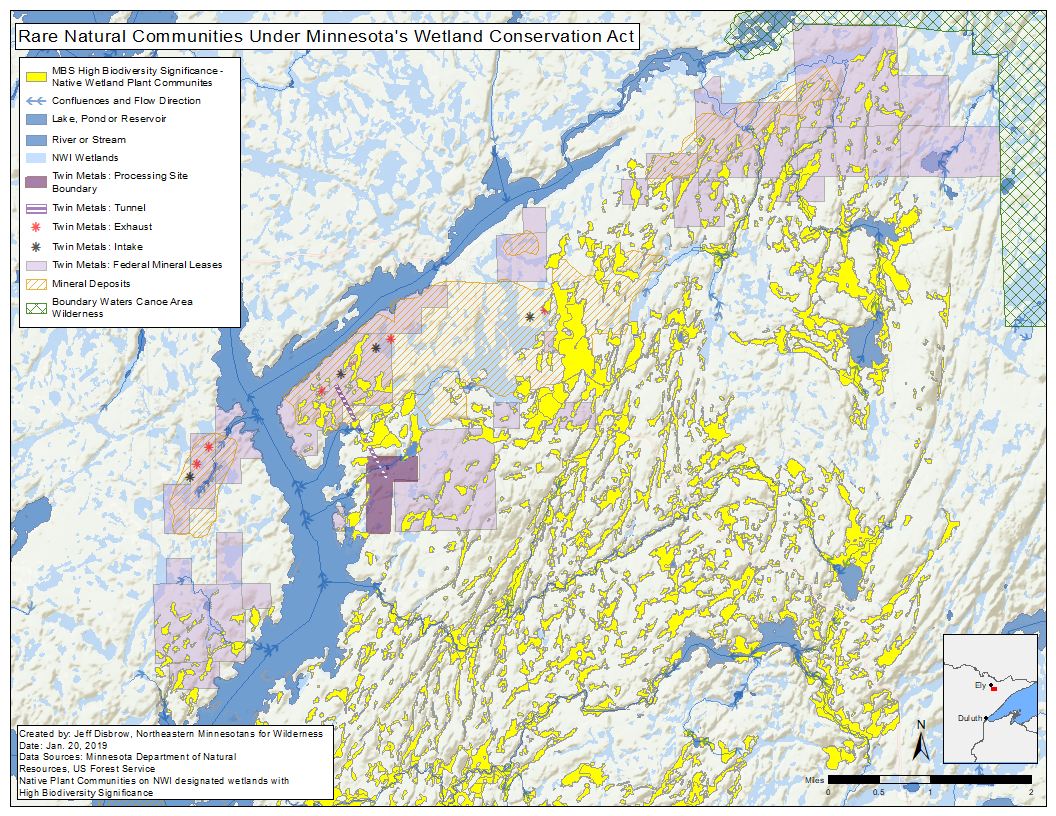 Rare Natural Communities Under Minnesota's Wetland Conservation Act
MBS High Biodiversity Significance -
Native Wetland Plant Communites
Confluences and Flow Direction
Lake, Pond or Reservoir
River or Stream
NWI Wetlands
Twin Metals: Processing Site
Boundary
Twin Metals: Tunnel
Twin Metals: Exhaust
Twin Metals: Intake
Twin Metals: Federal Mineral Leases
Mineral Deposits
Boundary Waters Canoe Area
Wilderness
Ely
Duluth
N
Miles
0 0.5 1 2
Created by: Jeff Disbrow, Northeastern Minnesotans for Wilderness
Date: Jan. 20, 2019
Data Sources: Minnesota Department of Natural
Resources, US Forest Service
Native Plant Communities on NWI designated wetlands with
High Biodiversity Significance